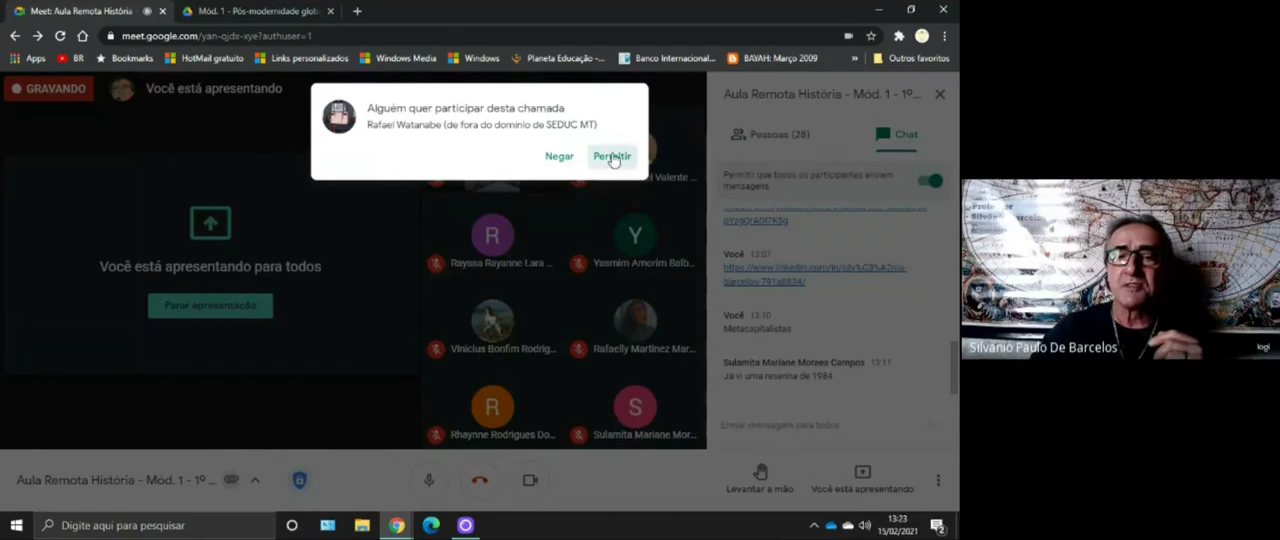 Meet: Aula Remota História -
Mód. 1 - Pós-modernidade glob
meet.google.com/yan-qjdx-xye?authuser=1
Apps
BR
Bookmarks
HotMail gratuito
Links personalizados
Windows Media
Windows
Planeta Educação -...
Banco Internacional...
BAYAH: Março 2009
»
Outros favoritos
GRAVANDO
Você está apresentando
Alguém quer participar desta chamada
Rafael Watanabe (de fora do domínio de SEDUC MT)
Negar
Permitir
Aula Remota História - Mód. 1 - 1º...
Pessoas (28)
Chat
Permitir que todos os participantes enviem
mensagens
Valente ...
Você está apresentando para todos
Parar apresentação
R
Rayssa Rayanne Lara ...
Y
Yasmim Amorim Balb...
Vinicius Bonfim Rodrig...
Rafaelly Martinez Mar...
R
Rhaynne Rodrigues Do...
S
Sulamita Mariane Mor...
Você 13:07
https://www.linkedin.com/in/silv%C3%A2nia-
barcelos-791a8834/
Você 13:10
Metacapitalistas
Sulamita Mariane Moraes Campos 13:11
Ja vi uma resenha de 1984
Enviar mensagem para todos
Aula Remota História - Mód. 1 - 1º ...
Levantar a mão
Você está apresentando
Digite aqui para pesquisar
13:23
15/02/2021
2
Professor
Silvânio Barcelos
Silvanio Paulo De Barcelos
logi